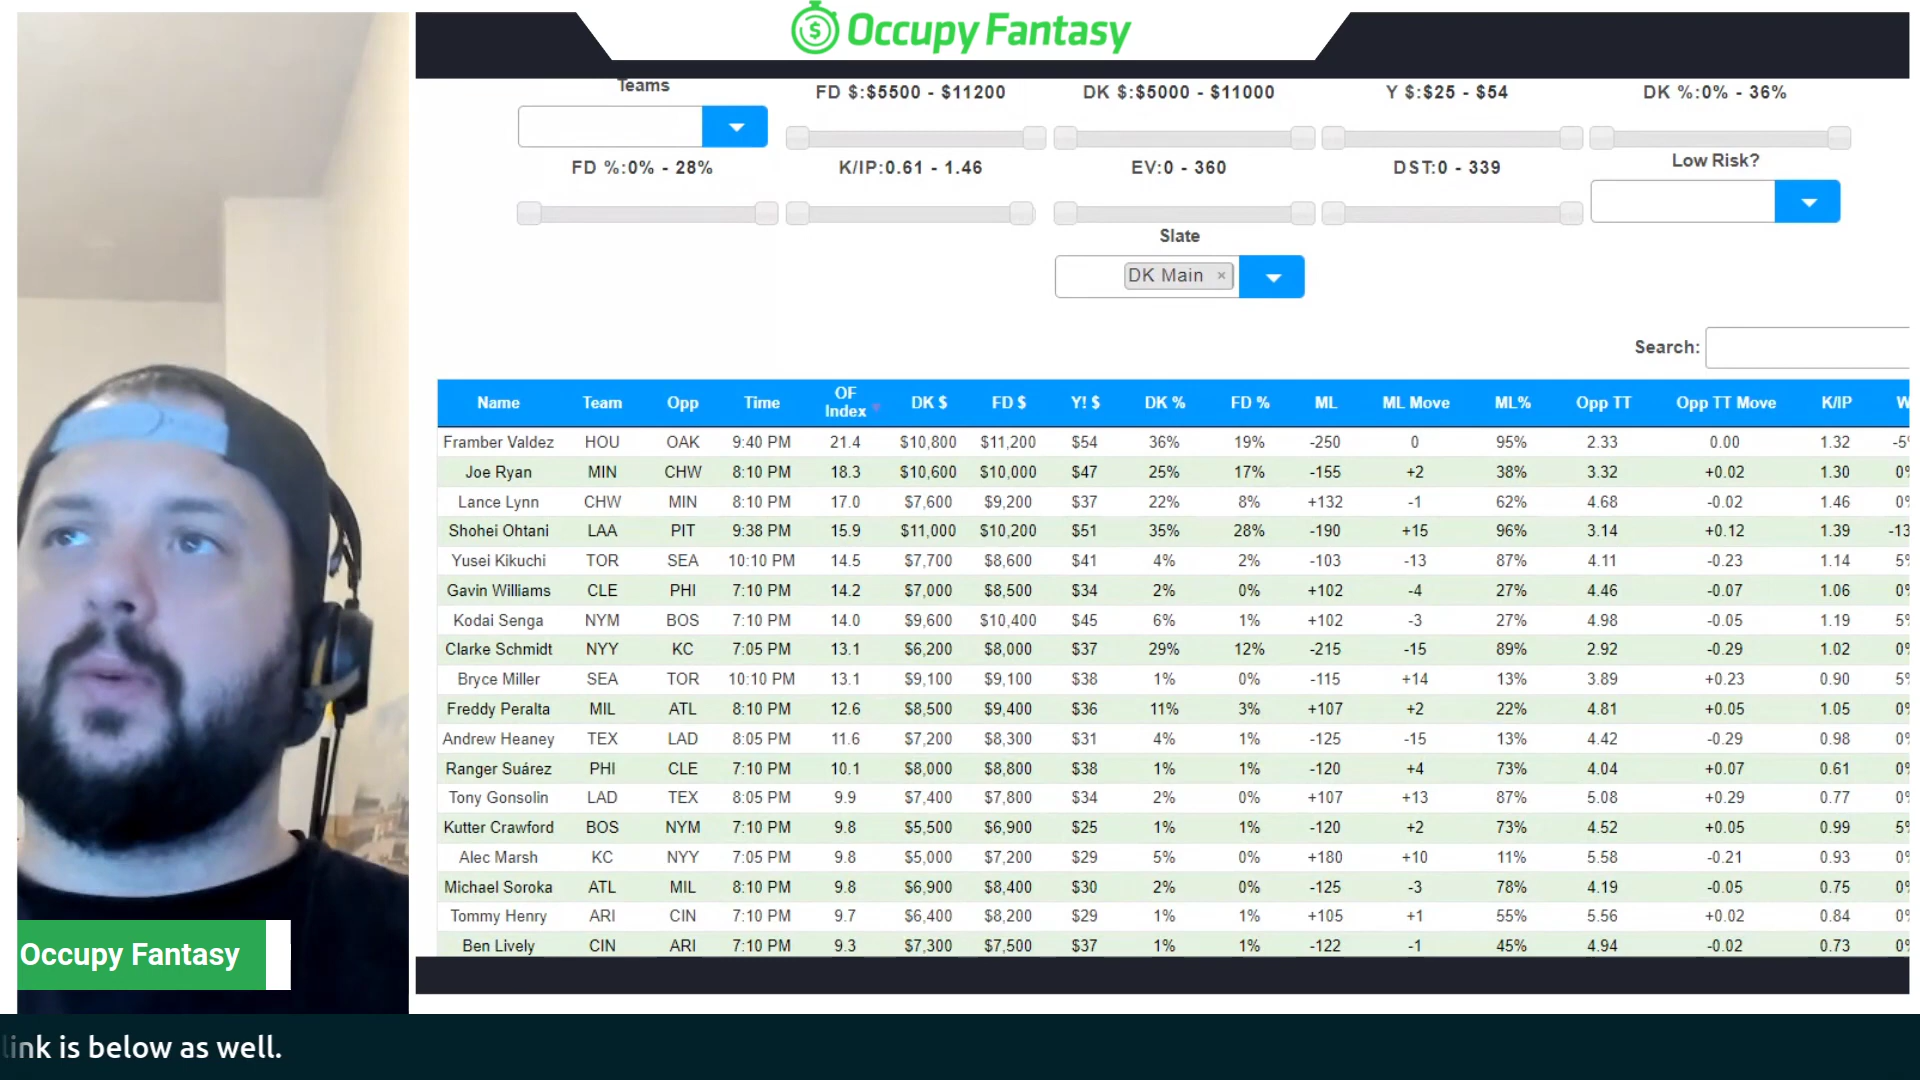 Occupy Fantasy
Teams
FD $:$5500 - $11200
DK $:$5000 - $11000
Y $:$25 - $54
DK %:0% - 36%
FD %:0% - 28%
K/IP:0.61 - 1.46
EV:0 - 360
DST:0 - 339
Low Risk?
Slate
DK Main ×
Search:
Name Team Opp Time OF Index DK $ FD $ Y! $ DK % FD % ML ML Move ML% Opp TT Opp TT Move K/IP W
Framber Valdez HOU OAK 9:40 PM 21.4 $10,800 $11,200 $54 36% 19% -250 0 95% 2.33 0.00 1.32 -5%
Joe Ryan MIN CHW 8:10 PM 18.3 $10,600 $10,000 $47 25% 17% -155 +2 38% 3.32 +0.02 1.30 0%
Lance Lynn CHW MIN 8:10 PM 17.0 $7,600 $9,200 $37 22% 8% +132 -1 62% 4.68 -0.02 1.46 0%
Shohei Ohtani LAA PIT 9:38 PM 15.9 $11,000 $10,200 $51 35% 28% -190 +15 96% 3.14 +0.12 1.39 -13
Yusei Kikuchi TOR SEA 10:10 PM 14.5 $7,700 $8,600 $41 4% 2% -103 -13 87% 4.11 -0.23 1.14 5%
Gavin Williams CLE PHI 7:10 PM 14.2 $7,000 $8,500 $34 2% 0% +102 -4 27% 4.46 -0.07 1.06 0%
Kodai Senga NYM BOS 7:10 PM 14.0 $9,600 $10,400 $45 6% 1% +102 -3 27% 4.98 -0.05 1.19 5%
Clarke Schmidt NYY KC 7:05 PM 13.1 $6,200 $8,000 $37 29% 12% -215 -15 89% 2.92 -0.29 1.02 0%
Bryce Miller SEA TOR 10:10 PM 13.1 $9,100 $9,100 $38 1% 0% -115 +14 13% 3.89 +0.23 0.90 5%
Freddy Peralta MIL ATL 8:10 PM 12.6 $8,500 $9,400 $36 11% 3% +107 +2 22% 4.81 +0.05 1.05 0%
Andrew Heaney TEX LAD 8:05 PM 11.6 $7,200 $8,300 $31 4% 1% -125 -15 13% 4.42 -0.29 0.98 0%
Ranger Suárez PHI CLE 7:10 PM 10.1 $8,000 $8,800 $38 1% 1% -120 +4 73% 4.04 +0.07 0.61 0%
Tony Gonsolin LAD TEX 8:05 PM 9.9 $7,400 $7,800 $34 2% 0% +107 +13 87% 5.08 +0.29 0.77 0%
Kutter Crawford BOS NYM 7:10 PM 9.8 $5,500 $6,900 $25 1% 1% -120 +2 73% 4.52 +0.05 0.99 5%
Alec Marsh KC NYY 7:05 PM 9.8 $5,000 $7,200 $29 5% 0% +180 +10 11% 5.58 -0.21 0.93 0%
Michael Soroka ATL MIL 8:10 PM 9.8 $6,900 $8,400 $30 2% 0% -125 -3 78% 4.19 -0.05 0.75 0%
Tommy Henry ARI CIN 7:10 PM 9.7 $6,400 $8,200 $29 1% 1% +105 +1 55% 5.56 +0.02 0.84 0%
Ben Lively CIN ARI 7:10 PM 9.3 $7,300 $7,500 $37 1% 1% -122 -1 45% 4.94 -0.02 0.73 0%
Occupy Fantasy
link is below as well.